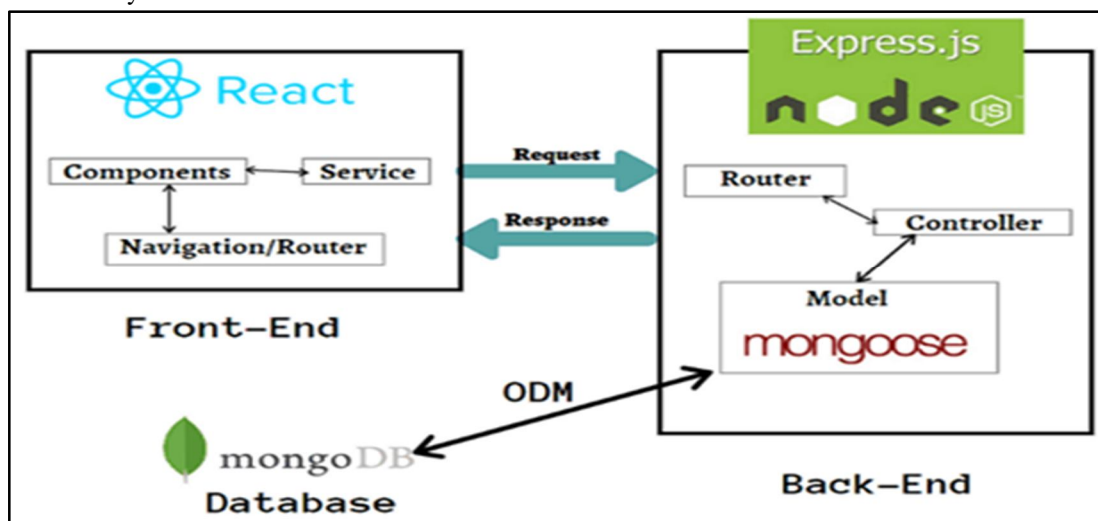 React
Components
Service
Navigation/Router
Front-End
Request
Response
Express.js
node
JS
Router
Controller
Model
mongoose
Back-End
ODM
mongoDB
Database